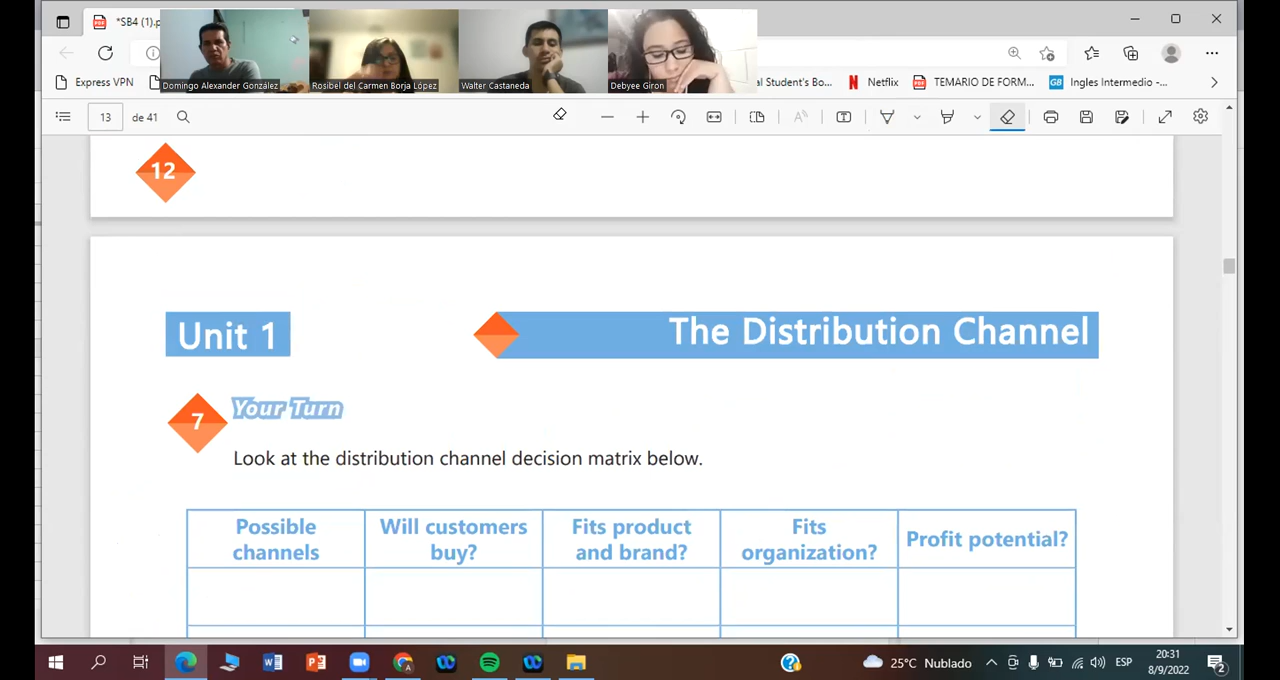 *SB4 (1).p
Domingo Alexander González
Rosibel del Carmen Borja López
Walter Castaneda
Debyee Giron
Express VPN
al Student's Bo...
Netflix
TEMARIO DE FORM...
Ingles Intermedio -...
13 de 41
12
Unit 1
The Distribution Channel
7
Your Turn
Look at the distribution channel decision matrix below.
Possible channels
Will customers buy?
Fits product and brand?
Fits organization?
Profit potential?
25°C Nublado
ESP
20:31
8/9/2022
2